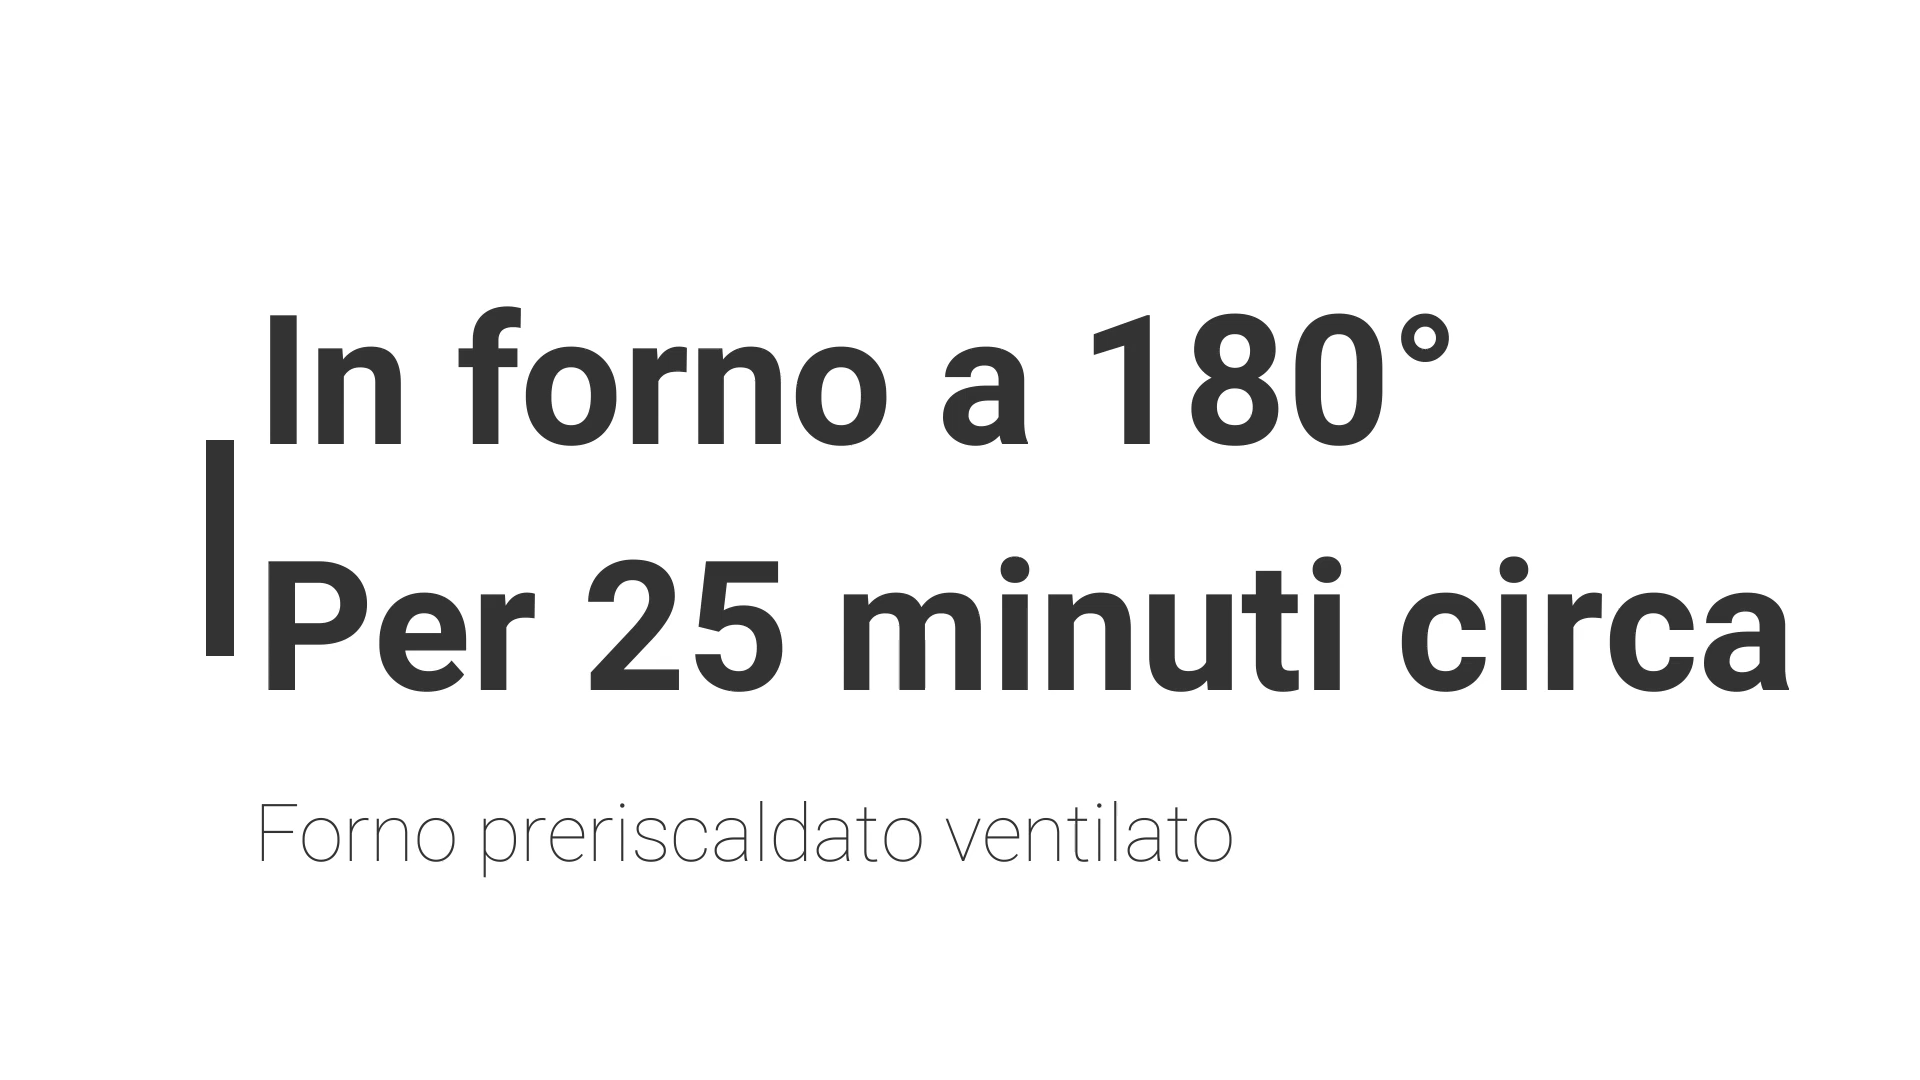 In forno a 180°
Per 25 minuti circa
Forno preriscaldato ventilato